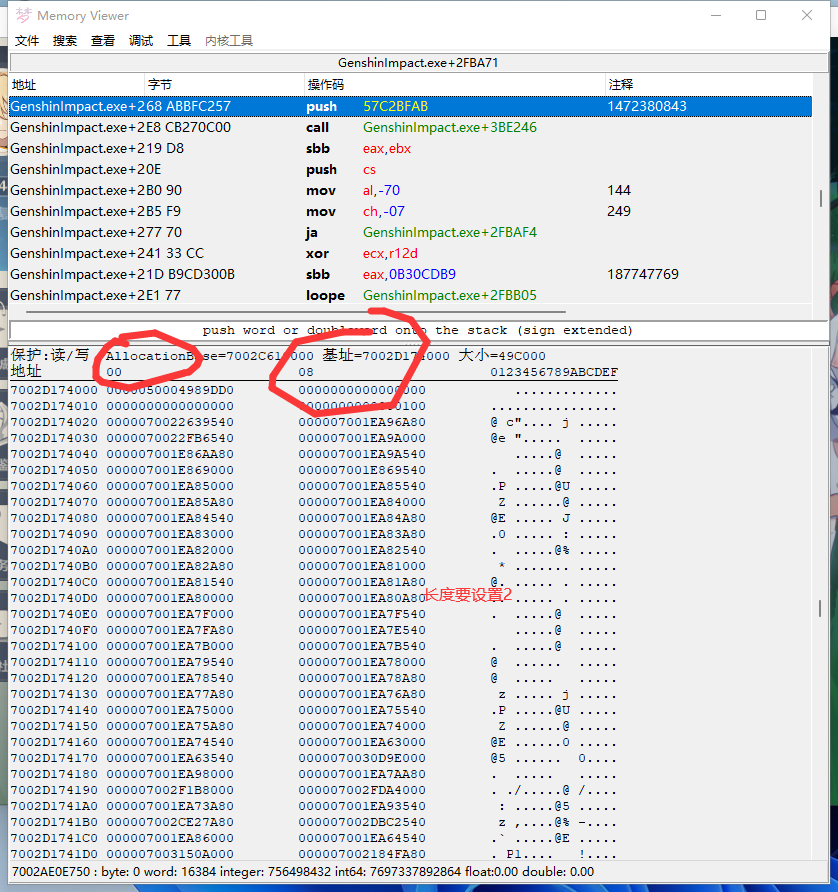 梦 Memory Viewer
文件 搜索 查看 调试 工具 内核工具
GenshinImpact.exe+2FBA71
地址 字节 操作码 注释
GenshinImpact.exe+268 ABBFC257 push 57C2BFAB 1472380843
GenshinImpact.exe+2E8 CB270C00 call GenshinImpact.exe+3BE246
GenshinImpact.exe+219 D8 sbb eax,ebx
GenshinImpact.exe+20E push cs
GenshinImpact.exe+2B0 90 mov al,-70 144
GenshinImpact.exe+2B5 F9 mov ch,-07 249
GenshinImpact.exe+277 70 ja GenshinImpact.exe+2FBAF4
GenshinImpact.exe+241 33 CC xor ecx,r12d
GenshinImpact.exe+21D B9CD300B sbb eax,0B30CDB9 187747769
GenshinImpact.exe+2E1 77 loope GenshinImpact.exe+2FBB05
push word or doubleword onto the stack (sign extended)
保护:读/写 AllocationBase=7002C61 000 基址=7002D174000 大小=49C000
地址 00 08 0123456789ABCDEF
7002D174000 0000050004989DD0 0000000000000000 .............
7002D174010 0000000000000000 0100 ................
7002D174020 0000070022639540 000007001EA96A80 @ c".... j .....
7002D174030 0000070022FB6540 000007001EA9A000 @e ".... .....
7002D174040 000007001E86AA80 000007001EA9A540 .....@ .....
7002D174050 000007001E869000 000007001E869540 . .....@ .....
7002D174060 000007001EA85000 000007001EA85540 .P .....@U .....
7002D174070 000007001EA85A80 000007001EA84000 Z ......@ .....
7002D174080 000007001EA84540 000007001EA84A80 @E ..... J .....
7002D174090 000007001EA83000 000007001EA83A80 .0 ..... : .....
7002D1740A0 000007001EA82000 000007001EA82540 . .....@% .....
7002D1740B0 000007001EA82A80 000007001EA81000 * ....... .....
7002D1740C0 000007001EA81540 000007001EA81A80 @. ..... . .....
7002D1740D0 000007001EA80000 000007001EA80A80 .. ..... . .....
长度要设置2
7002D1740E0 000007001EA7F000 000007001EA7F540 . .....@ .....
7002D1740F0 000007001EA7FA80 000007001EA7E540 .....@ .....
7002D174100 000007001EA7B000 000007001EA7B540 . .....@ .....
7002D174110 000007001EA79540 000007001EA78000 @ ...... .....
7002D174120 000007001EA78540 000007001EA78A80 @ ..... .....
7002D174130 000007001EA77A80 000007001EA76A80 z ..... j .....
7002D174140 000007001EA75000 000007001EA75540 .P .....@U .....
7002D174150 000007001EA75A80 000007001EA74000 Z ......@ .....
7002D174160 000007001EA74540 000007001EA63000 @E ......0 .....
7002D174170 000007001EA63540 0000070030D9E000 @5 ...... 0....
7002D174180 000007001EA98000 000007001EA7AA80 . ..... .....
7002D174190 000007002F1B8000 000007002FDA4000 . ./.....@ /....
7002D1741A0 000007001EA73A80 000007001EA93540 : .....@5 .....
7002D1741B0 000007002CE27A80 000007002DBC2540 z ,....@% -....
7002D1741C0 000007001EA86000 000007001EA64540 .` .....@E .....
7002D1741D0 000007003150A000 000007002184FA80 . P1.... !....
7002AE0E750 : byte: 0 word: 16384 integer: 756498432 int64: 7697337892864 float:0.00 double: 0.00